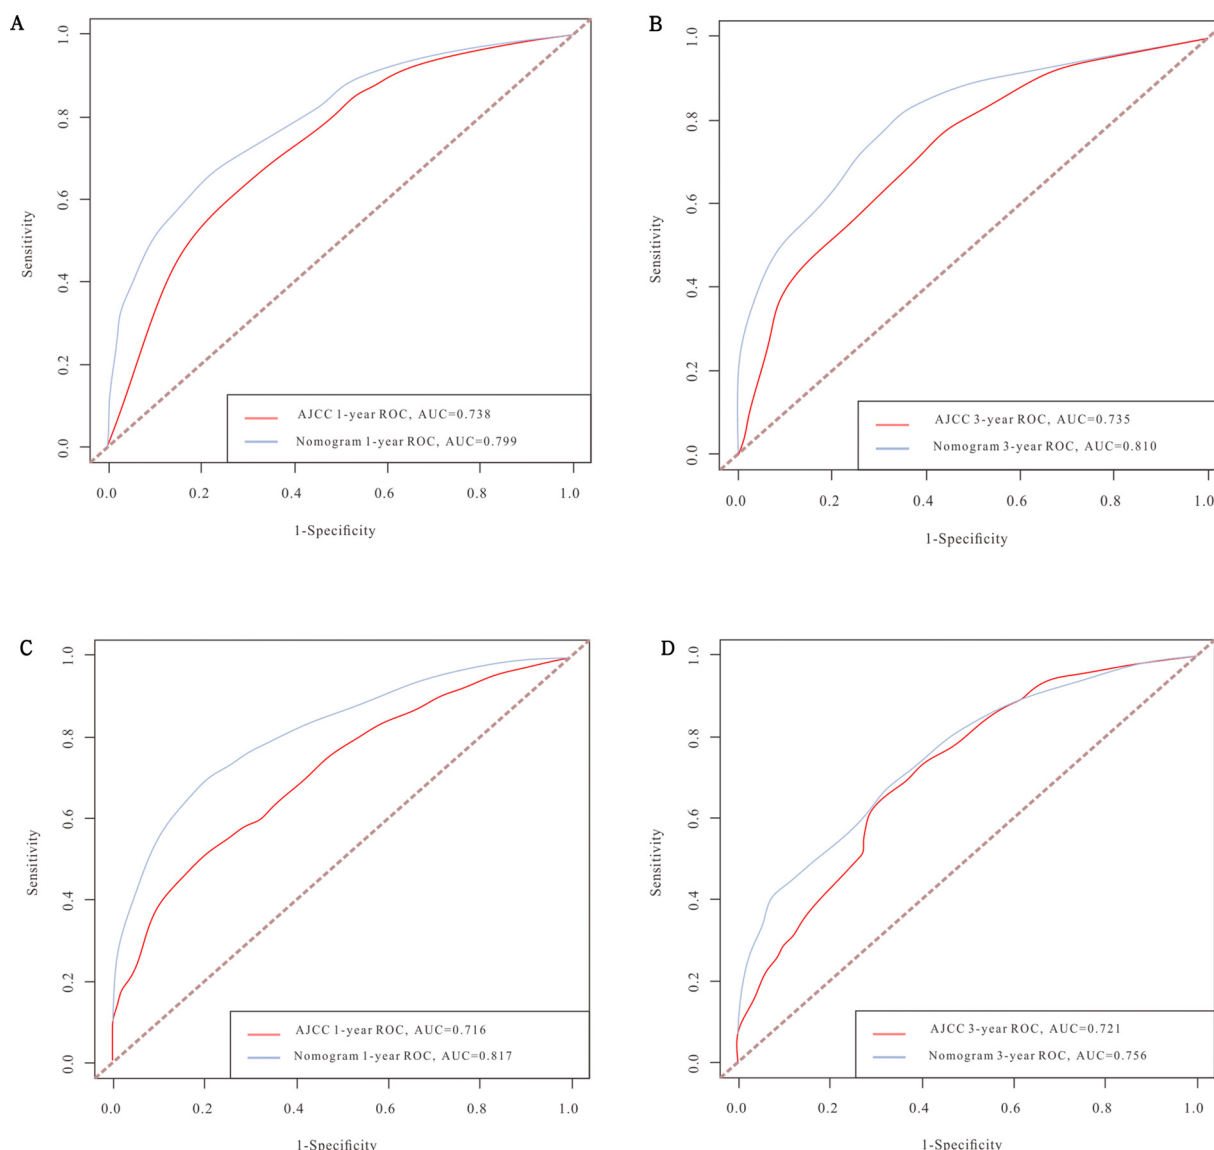 A
1.0
0.8
0.6
0.4
0.2
0.0
Sensitivity
AJCC 1-year ROC, AUC=0.738
Nomogram 1-year ROC, AUC=0.799
0.0 0.2 0.4 0.6 0.8 1.0
1-Specificity
B
1.0
0.8
0.6
0.4
0.2
0.0
Sensitivity
AJCC 3-year ROC, AUC=0.735
Nomogram 3-year ROC, AUC=0.810
0.0 0.2 0.4 0.6 0.8 1.0
1-Specificity
C
1.0
0.8
0.6
0.4
0.2
0.0
Sensitivity
AJCC 1-year ROC, AUC=0.716
Nomogram 1-year ROC, AUC=0.817
0.0 0.2 0.4 0.6 0.8 1.0
1-Specificity
D
1.0
0.8
0.6
0.4
0.2
0.0
Sensitivity
AJCC 3-year ROC, AUC=0.721
Nomogram 3-year ROC, AUC=0.756
0.0 0.2 0.4 0.6 0.8 1.0
1-Specificity